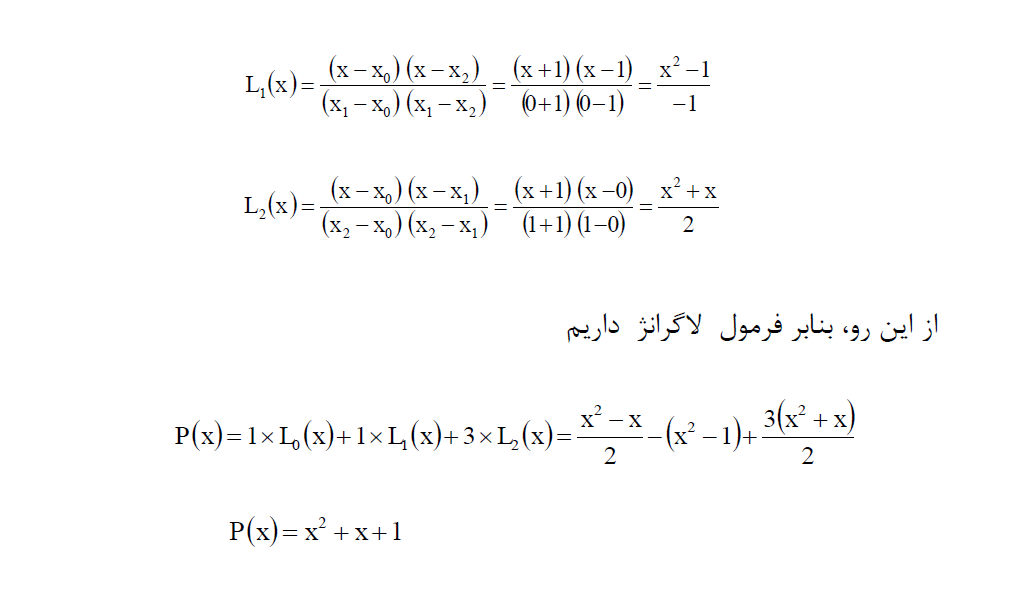 L₁(x) = (x − x₀)(x − x₂) / (x₁ − x₀)(x₁ − x₂) = (x + 1)(x − 1) / (0 + 1)(0 − 1) = x² − 1 / −1
L₂(x) = (x − x₀)(x − x₁) / (x₂ − x₀)(x₂ − x₁) = (x + 1)(x − 0) / (1 + 1)(1 − 0) = x² + x / 2
از این رو، بنابر فرمول لاگرانژ داریم
P(x) = 1 × L₀(x) + 1 × L₁(x) + 3 × L₂(x) = x² − x / 2 − (x² − 1) + 3(x² + x) / 2
P(x) = x² + x + 1